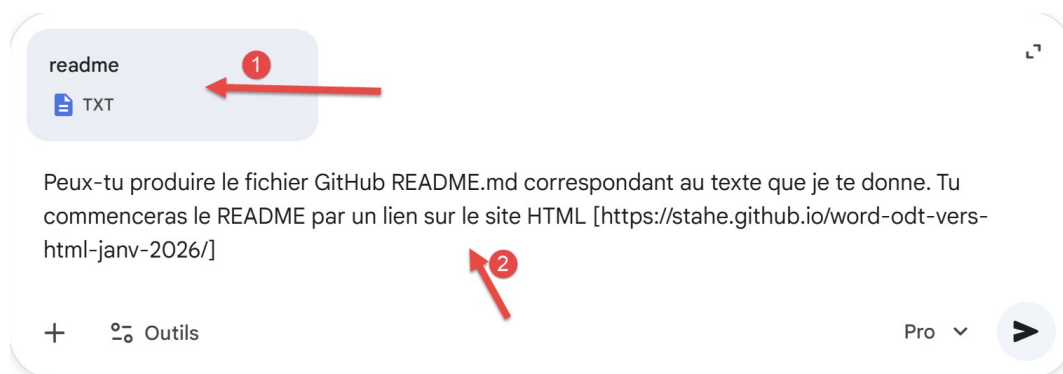 readme
1
TXT
Peux-tu produire le fichier GitHub README.md correspondant au texte que je te donne. Tu
commenceras le README par un lien sur le site HTML [https://stahe.github.io/word-odt-vers-
html-janv-2026/]
2
Outils
Pro